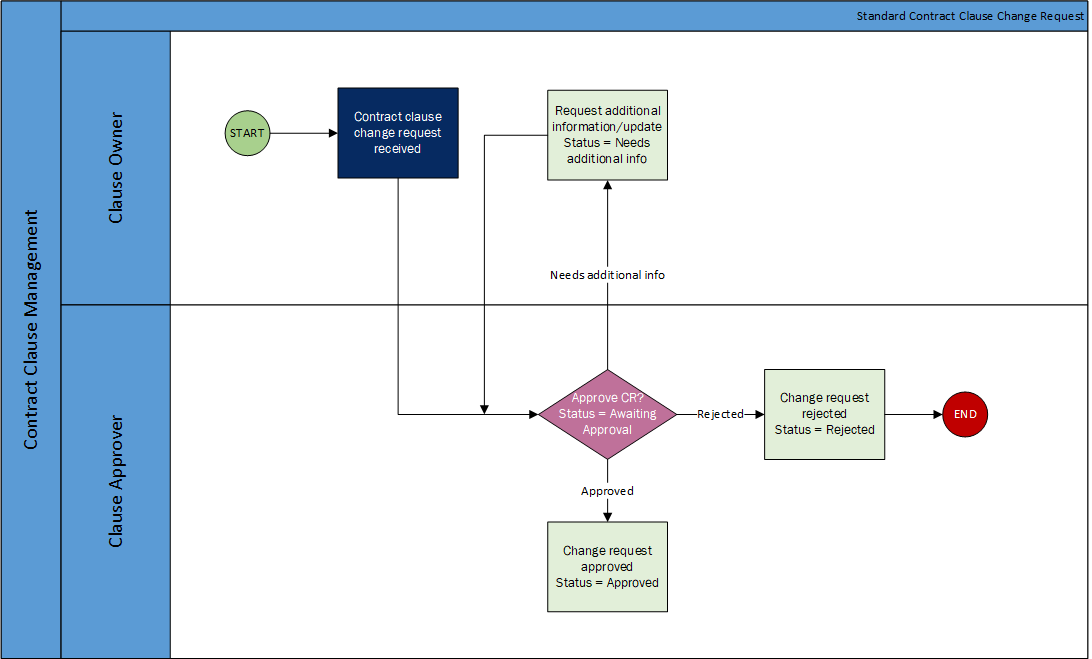 Standard Contract Clause Change Request
Contract Clause Management
Clause Owner
START
Contract clause
change request
received
Request additional
information/update
Status = Needs
additional info
Needs additional info
Clause Approver
Approve CR?
Status = Awaiting
Approval
Rejected
Change request
rejected
Status = Rejected
END
Approved
Change request
approved
Status = Approved